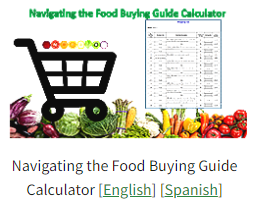 Navigating the Food Buying Guide Calculator
Navigating the Food Buying Guide
Calculator [English] [Spanish]